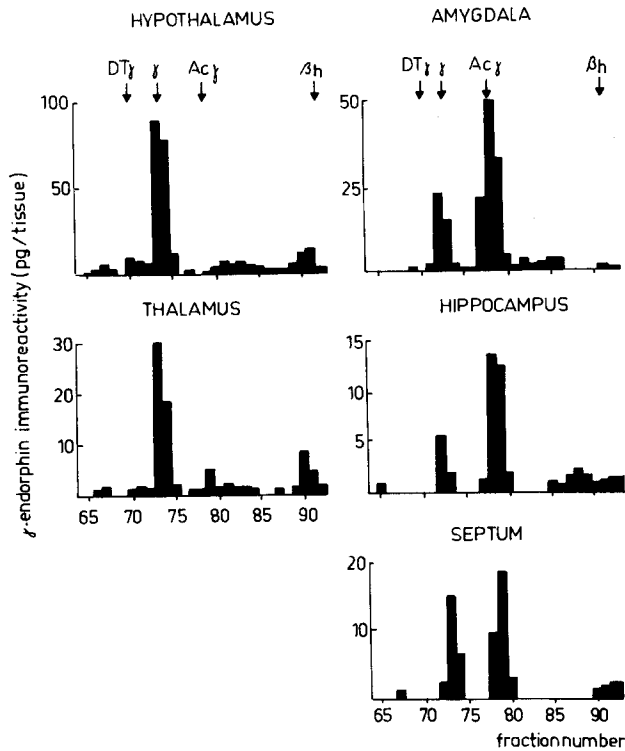 HYPOTHALAMUS
DTγ γ Acγ βh
100
50
γ-endorphin immunoreactivity (pg/tissue)
THALAMUS
30
20
10
65 70 75 80 85 90
AMYGDALA
DTγ γ Acγ βh
50
25
HIPPOCAMPUS
15
10
5
SEPTUM
20
10
65 70 75 80 85 90
fraction number